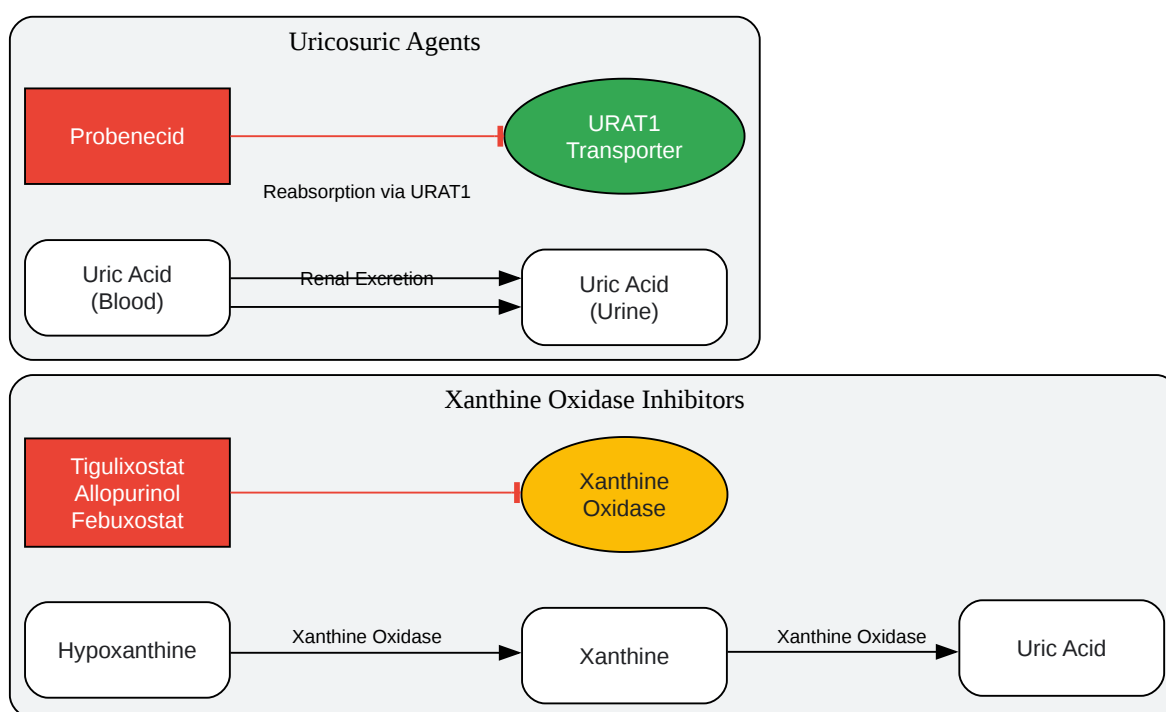 Uricosuric Agents
Probenecid
URAT1
Transporter
Reabsorption via URAT1
Uric Acid
(Blood)
Renal Excretion
Uric Acid
(Urine)
Xanthine Oxidase Inhibitors
Tigulixostat
Allopurinol
Febuxostat
Xanthine
Oxidase
Hypoxanthine
Xanthine Oxidase
Xanthine
Xanthine Oxidase
Uric Acid